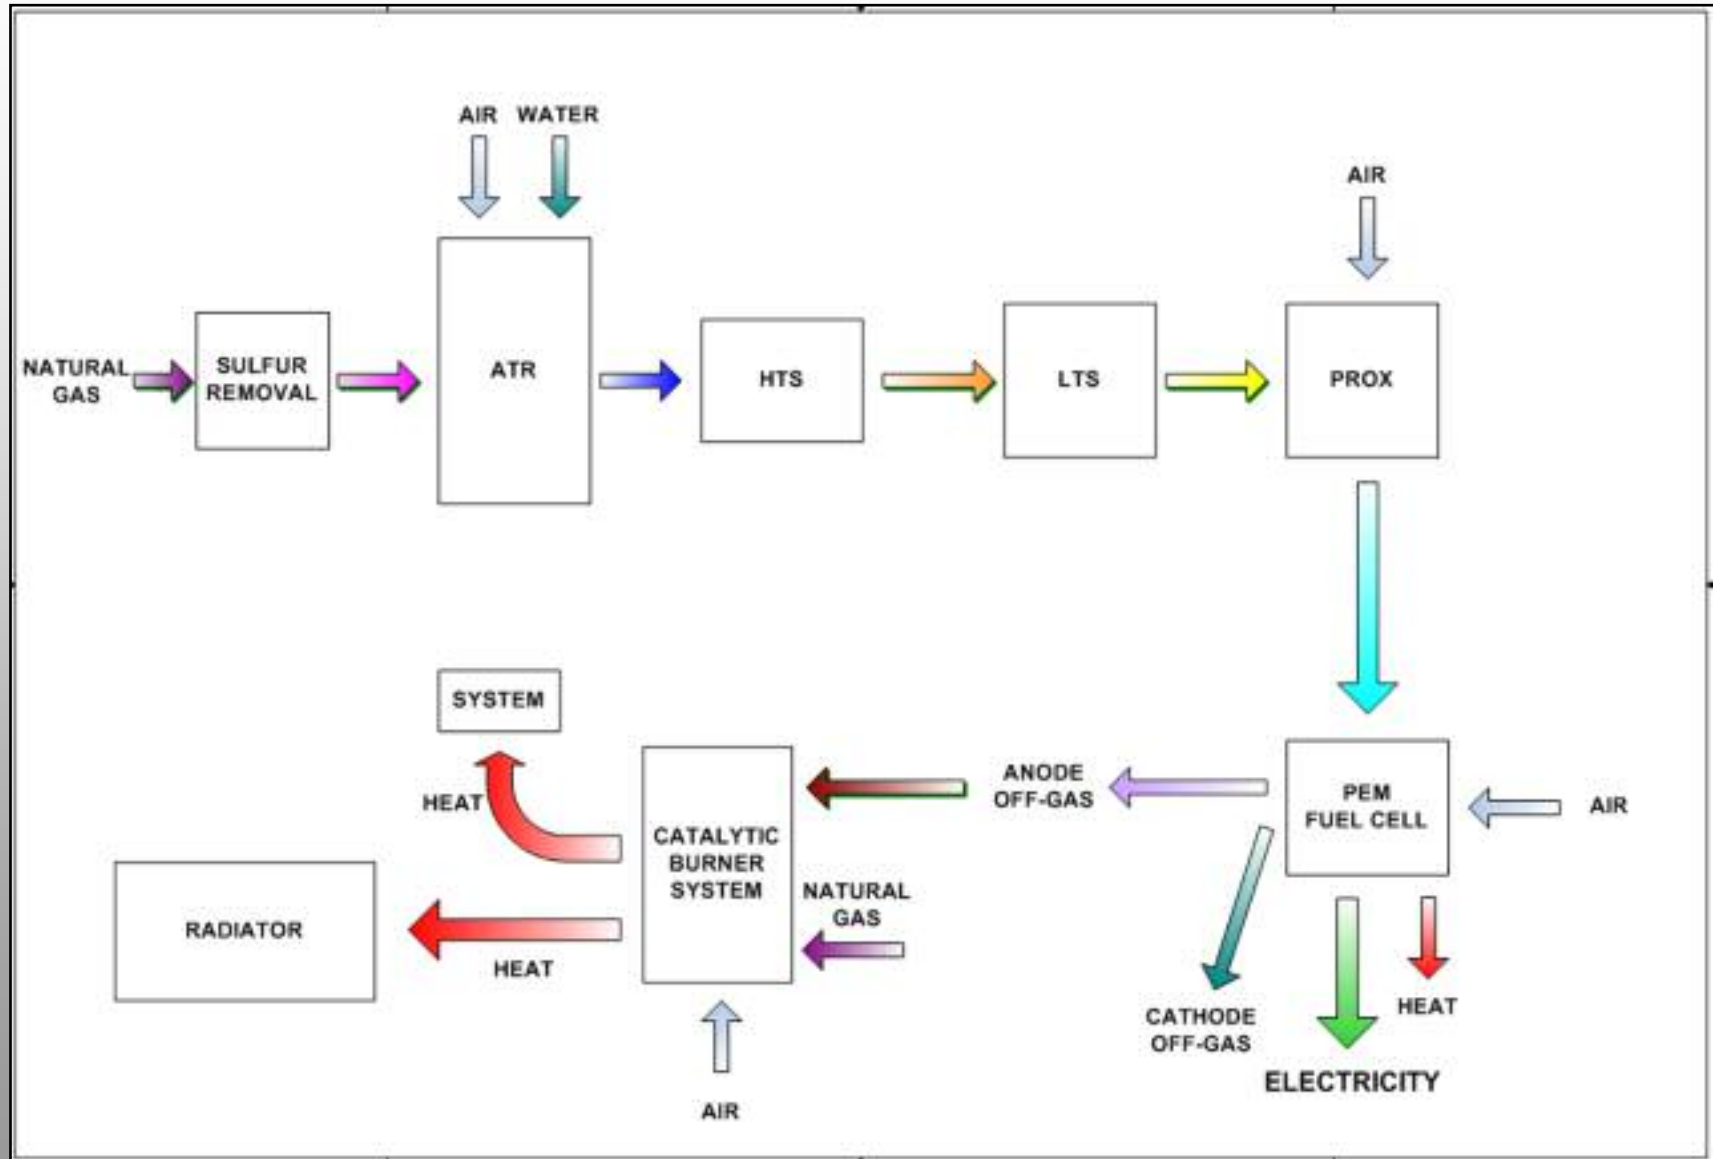 AIR
WATER
AIR
NATURAL
GAS
SULFUR
REMOVAL
ATR
HTS
LTS
PROX
SYSTEM
HEAT
ANODE
OFF-GAS
PEM
FUEL CELL
AIR
CATALYTIC
BURNER
SYSTEM
NATURAL
GAS
RADIATOR
HEAT
CATHODE
OFF-GAS
HEAT
ELECTRICITY
AIR